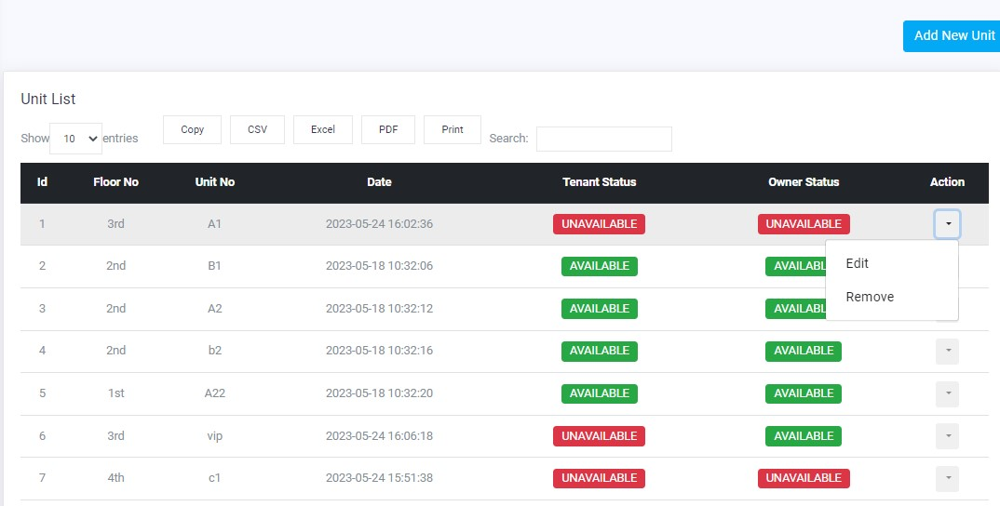 Add New Unit
Unit List
Show 10 entries Copy CSV Excel PDF Print Search:
Id Floor No Unit No Date Tenant Status Owner Status Action
1 3rd A1 2023-05-24 16:02:36 UNAVAILABLE UNAVAILABLE
2 2nd B1 2023-05-18 10:32:06 AVAILABLE AVAILABL
Edit
3 2nd A2 2023-05-18 10:32:12 AVAILABLE AVAILABL
Remove
4 2nd b2 2023-05-18 10:32:16 AVAILABLE AVAILABLE
5 1st A22 2023-05-18 10:32:20 AVAILABLE AVAILABLE
6 3rd vip 2023-05-24 16:06:18 UNAVAILABLE AVAILABLE
7 4th c1 2023-05-24 15:51:38 UNAVAILABLE UNAVAILABLE